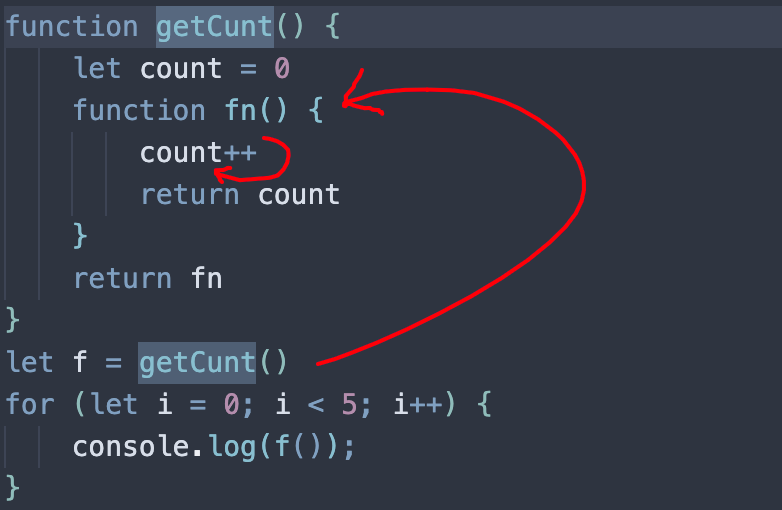 function getCunt() {
let count = 0
function fn() {
count++
return count
}
return fn
}
let f = getCunt()
for (let i = 0; i < 5; i++) {
console.log(f());
}